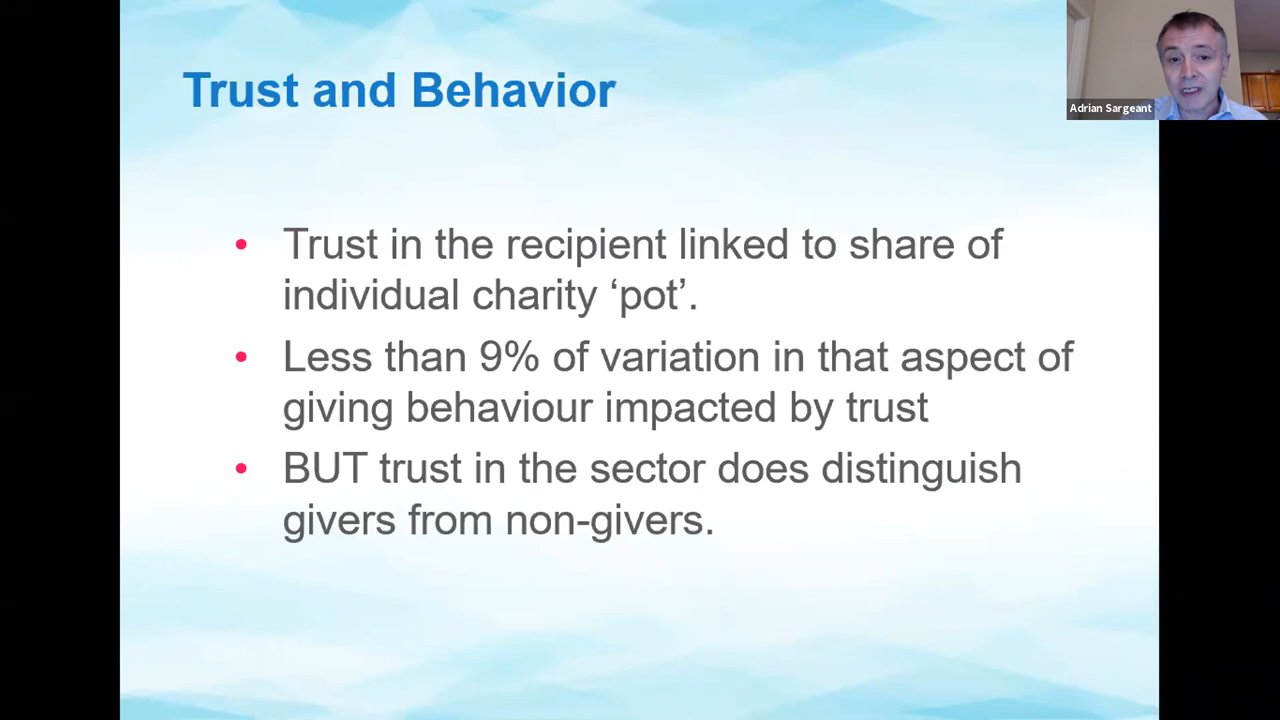 Trust and Behavior
Adrian Sargeant
• Trust in the recipient linked to share of
individual charity ‘pot’.
• Less than 9% of variation in that aspect of
giving behaviour impacted by trust
• BUT trust in the sector does distinguish
givers from non-givers.